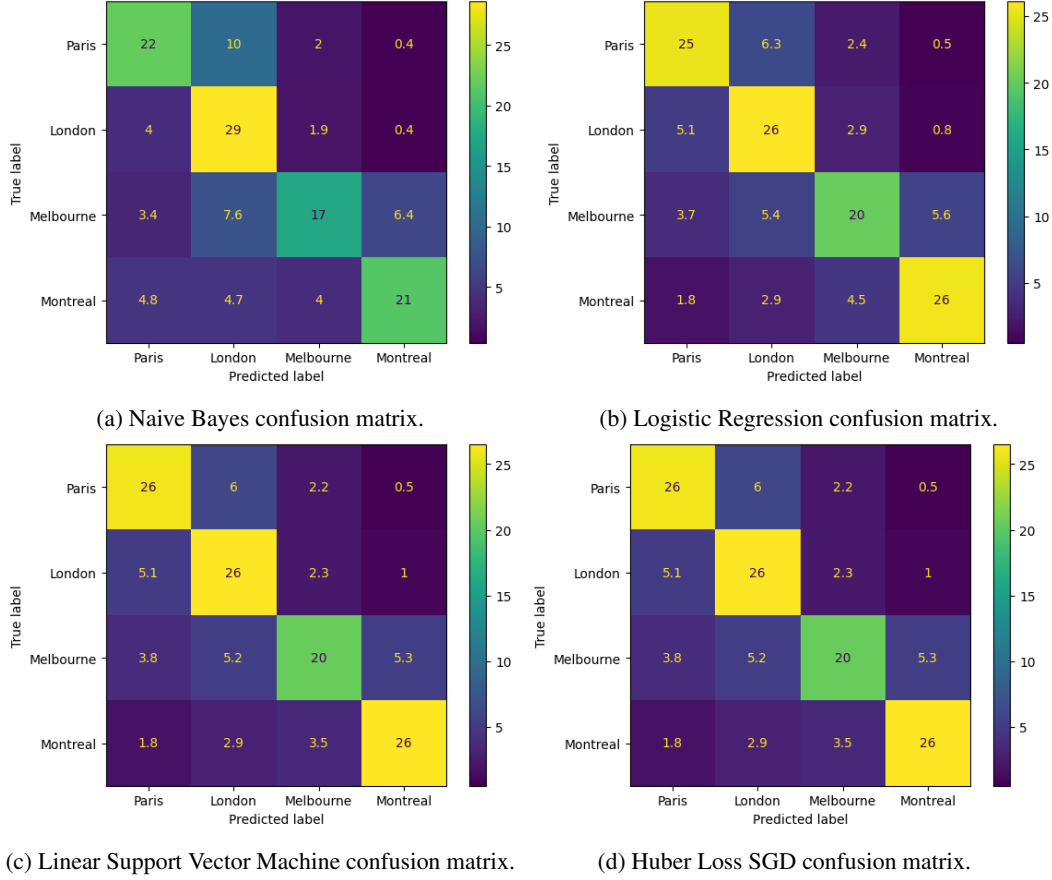 Paris 22 10 2 0.4
London 4 29 1.9 0.4
Melbourne 3.4 7.6 17 6.4
Montreal 4.8 4.7 4 21
Paris London Melbourne Montreal
Predicted label
True label
25
20
15
10
5
(a) Naive Bayes confusion matrix.
Paris 25 6.3 2.4 0.5
London 5.1 26 2.9 0.8
Melbourne 3.7 5.4 20 5.6
Montreal 1.8 2.9 4.5 26
Paris London Melbourne Montreal
Predicted label
True label
25
20
15
10
5
(b) Logistic Regression confusion matrix.
Paris 26 6 2.2 0.5
London 5.1 26 2.3 1
Melbourne 3.8 5.2 20 5.3
Montreal 1.8 2.9 3.5 26
Paris London Melbourne Montreal
Predicted label
True label
25
20
15
10
5
(c) Linear Support Vector Machine confusion matrix.
Paris 26 6 2.2 0.5
London 5.1 26 2.3 1
Melbourne 3.8 5.2 20 5.3
Montreal 1.8 2.9 3.5 26
Paris London Melbourne Montreal
Predicted label
True label
25
20
15
10
5
(d) Huber Loss SGD confusion matrix.